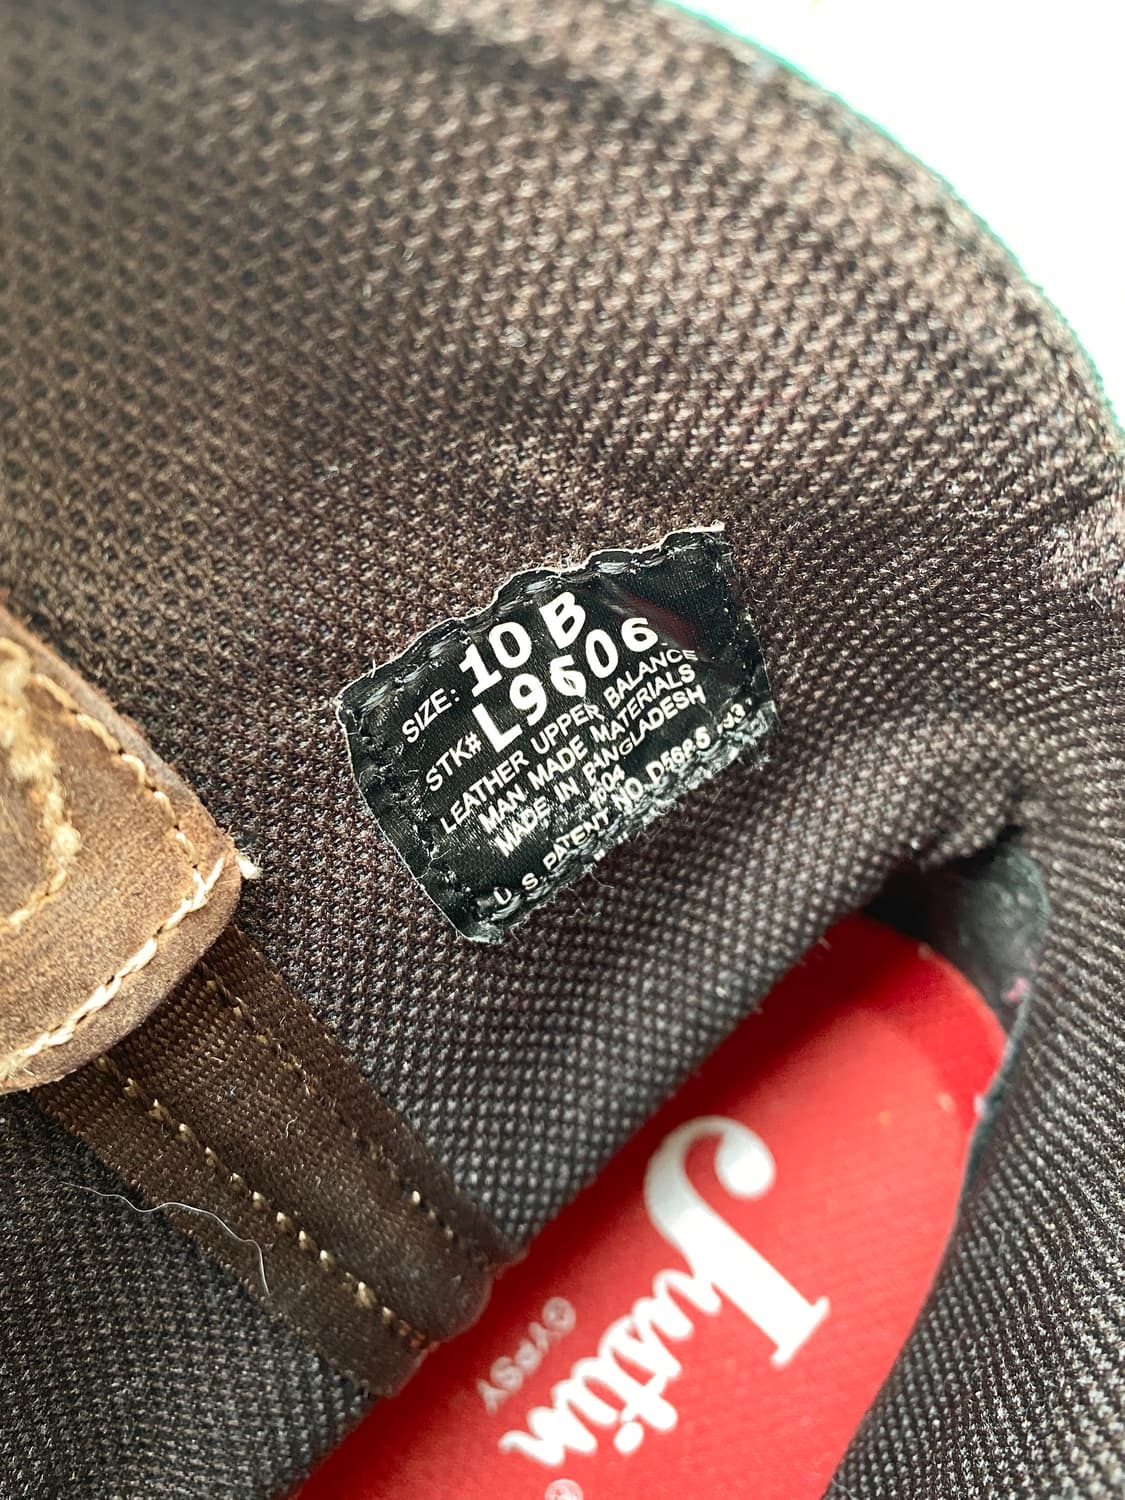 SIZE: 10 B
STK# L9606
LEATHER UPPER BALANCE
MAN MADE MATERIALS
MADE IN BANGLADESH
U.S. PATENT NO.
Justin
GYPSY